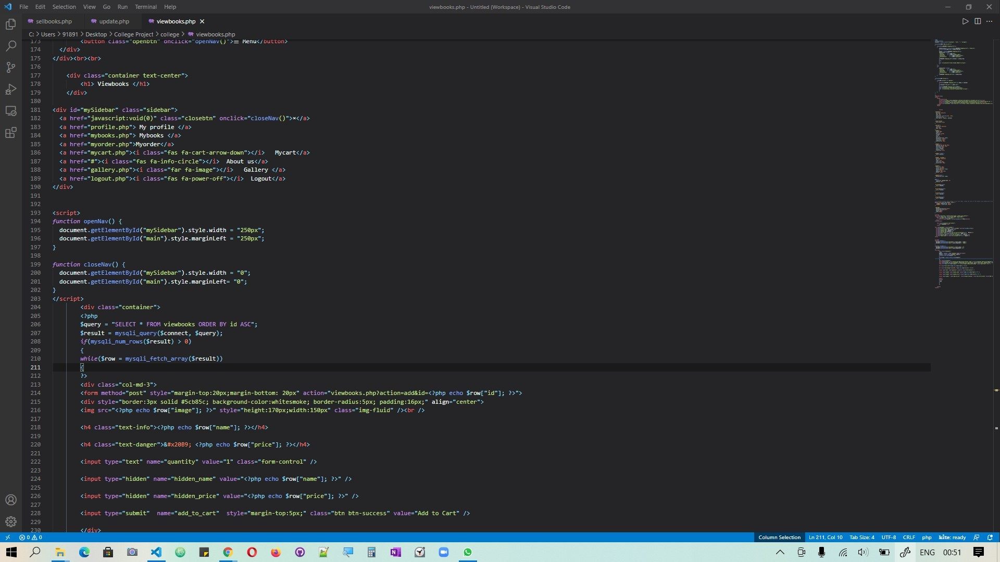 File Edit Selection View Go Run Terminal Help
viewbooks.php - Untitled (Workspace) - Visual Studio Code
sellbooks.php update.php viewbooks.php
C: > Users > 91891 > Desktop > College Project > college > viewbooks.php
173 <button class="openbtn" onclick="openNav()">☰ Menu</button>
174 </div>
175 </div><br><br>
176
177 <div class="container text-center">
178 <h1> Viewbooks </h1>
179 </div>
180
181 <div id="mySidebar" class="sidebar">
182 <a href="javascript:void(0)" class="closebtn" onclick="closeNav()">×</a>
183 <a href="profile.php"> My profile </a>
184 <a href="mybooks.php"> Mybooks </a>
185 <a href="myorder.php">Myorder</a>
186 <a href="mycart.php"><i class="fas fa-cart-arrow-down"></i> Mycart</a>
187 <a href="#"><i class="fas fa-info-circle"></i> About us</a>
188 <a href="gallery.php"><i class="far fa-image"></i> Gallery </a>
189 <a href="logout.php"><i class="fas fa-power-off"></i> Logout</a>
190 </div>
191
192
193 <script>
194 function openNav() {
195 document.getElementById("mySidebar").style.width = "250px";
196 document.getElementById("main").style.marginLeft = "250px";
197 }
198
199 function closeNav() {
200 document.getElementById("mySidebar").style.width = "0";
201 document.getElementById("main").style.marginLeft= "0";
202 }
203 </script>
204 <div class="container">
205 <?php
206 $query = "SELECT * FROM viewbooks ORDER BY id ASC";
207 $result = mysqli_query($connect, $query);
208 if(mysqli_num_rows($result) > 0)
209 {
210 while($row = mysqli_fetch_array($result))
211 {
212 ?>
213 <div class="col-md-3">
214 <form method="post" style="margin-top:20px;margin-bottom: 20px" action="viewbooks.php?action=add&id=<?php echo $row["id"]; ?>">
215 <div style="border:3px solid #5cb85c; background-color:whitesmoke; border-radius:5px; padding:16px;" align="center">
216 <img src="<?php echo $row["image"]; ?>" style="height:170px;width:150px" class="img-fluid" /><br />
217
218 <h4 class="text-info"><?php echo $row["name"]; ?></h4>
219
220 <h4 class="text-danger">&#x20B9; <?php echo $row["price"]; ?></h4>
221
222 <input type="text" name="quantity" value="1" class="form-control" />
223
224 <input type="hidden" name="hidden_name" value="<?php echo $row["name"]; ?>" />
225
226 <input type="hidden" name="hidden_price" value="<?php echo $row["price"]; ?>" />
227
228 <input type="submit" name="add_to_cart" style="margin-top:5px;" class="btn btn-success" value="Add to Cart" />
229
230 </div>
0 0 Column Selection Ln 211, Col 10 Tab Size: 4 UTF-8 CRLF php kite: ready
ENG 00:51